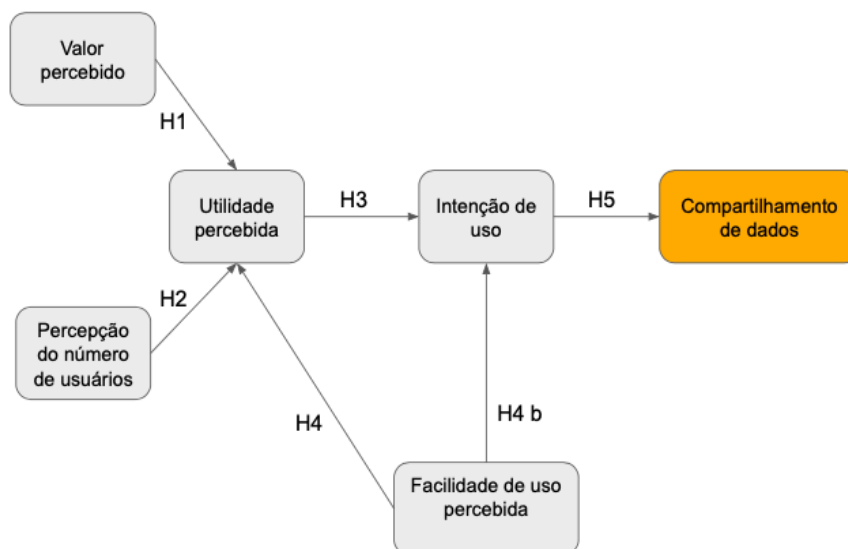 Valor
percebido
H1
Utilidade
percebida
H3
Intenção de
uso
H5
Compartilhamento
de dados
H2
Percepção
do número
de usuários
H4
H4 b
Facilidade de uso
percebida